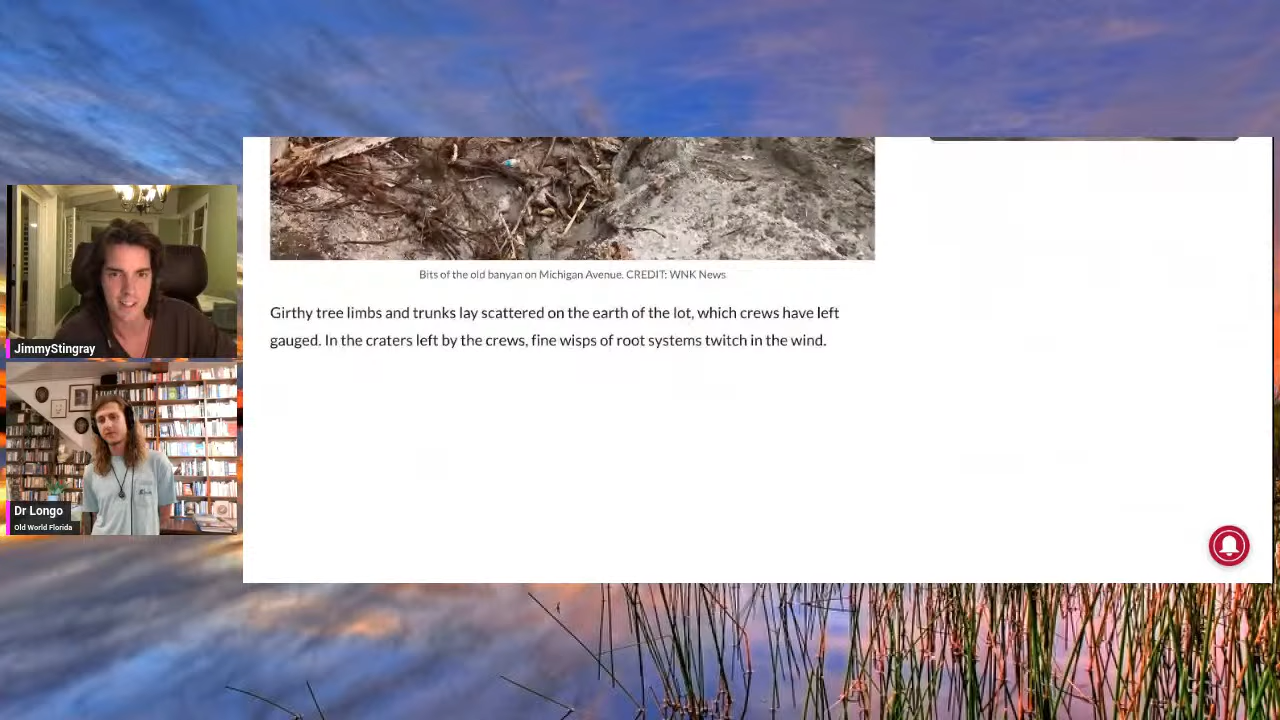 Bits of the old banyan on Michigan Avenue. CREDIT: WNK News
Girthy tree limbs and trunks lay scattered on the earth of the lot, which crews have left
gauged. In the craters left by the crews, fine wisps of root systems twitch in the wind.
JimmyStingray
Dr Longo
Old World Florida